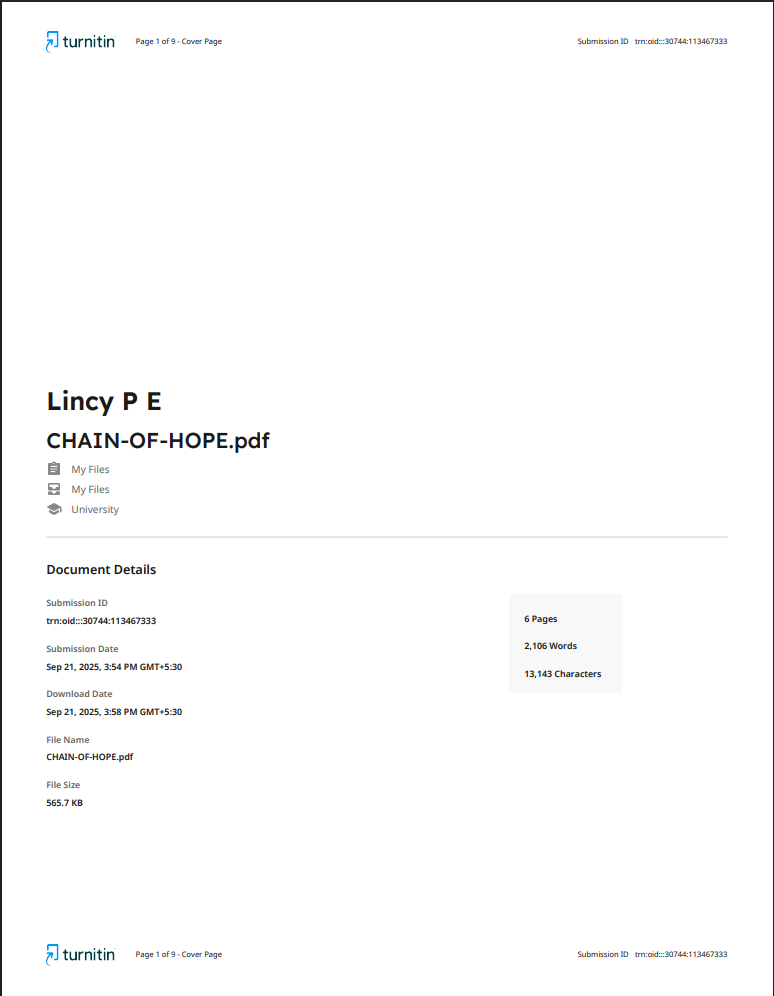 turnitin Page 1 of 9 - Cover Page Submission ID trn:oid:::30744:113467333
Lincy P E
CHAIN-OF-HOPE.pdf
My Files
My Files
University
Document Details
Submission ID
trn:oid:::30744:113467333
Submission Date
Sep 21, 2025, 3:54 PM GMT+5:30
Download Date
Sep 21, 2025, 3:58 PM GMT+5:30
File Name
CHAIN-OF-HOPE.pdf
File Size
565.7 KB
6 Pages
2,106 Words
13,143 Characters
turnitin Page 1 of 9 - Cover Page Submission ID trn:oid:::30744:113467333